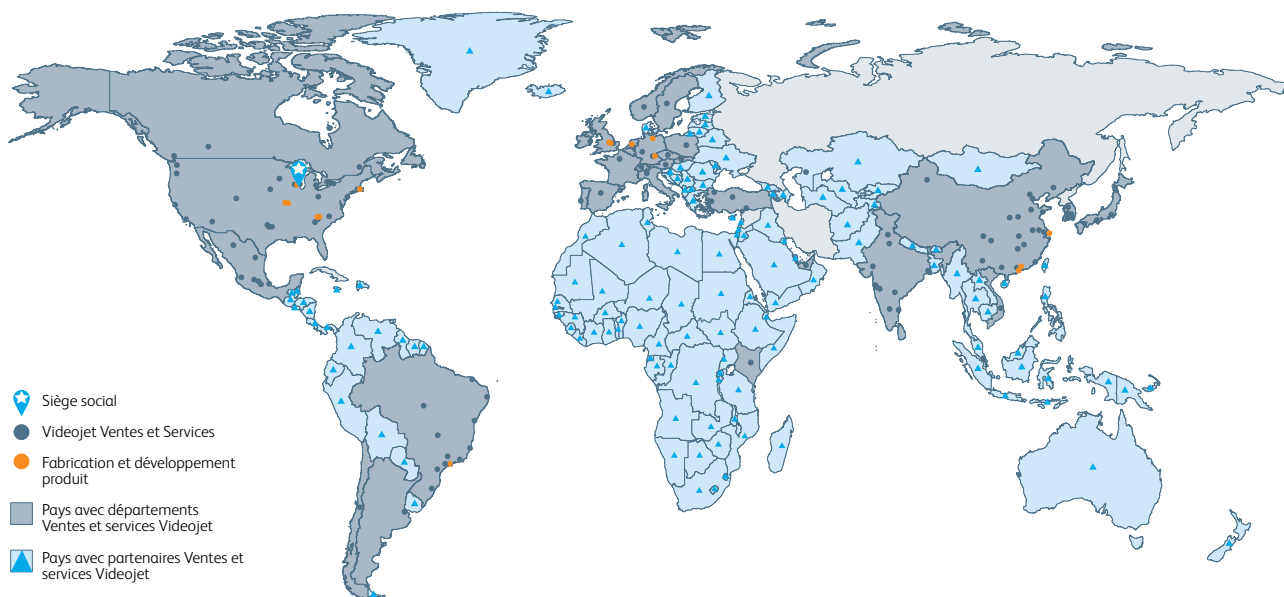 Siège social
Videojet Ventes et Services
Fabrication et développement
produit
Pays avec départements
Ventes et services Videojet
Pays avec partenaires Ventes et
services Videojet